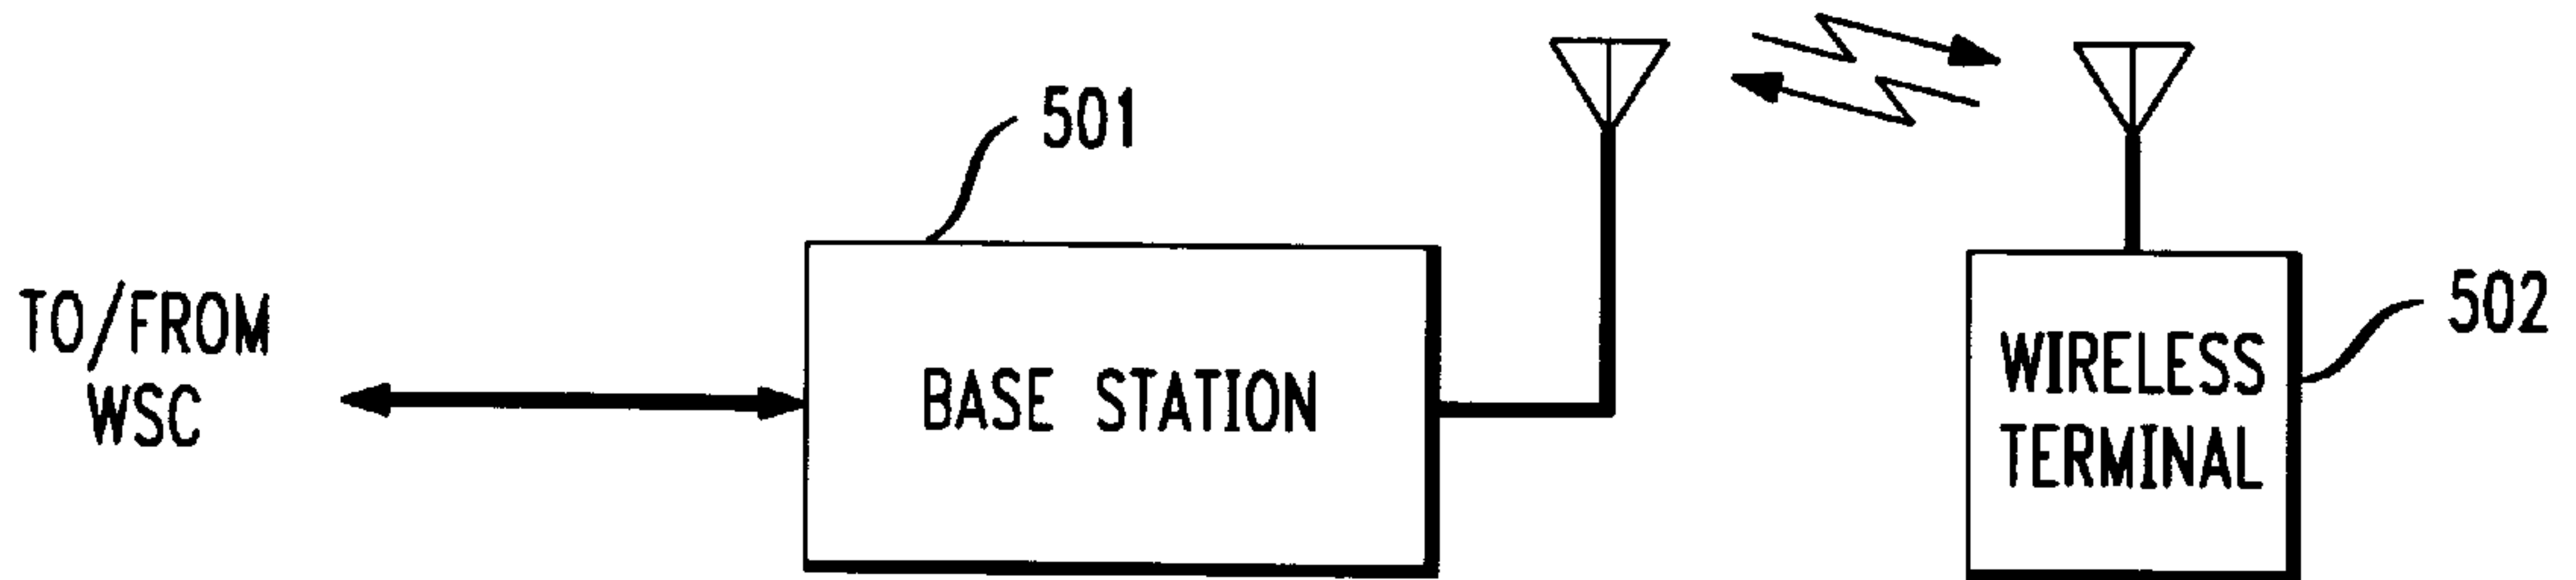 501
TO/FROM
WSC
BASE STATION
WIRELESS
TERMINAL
502